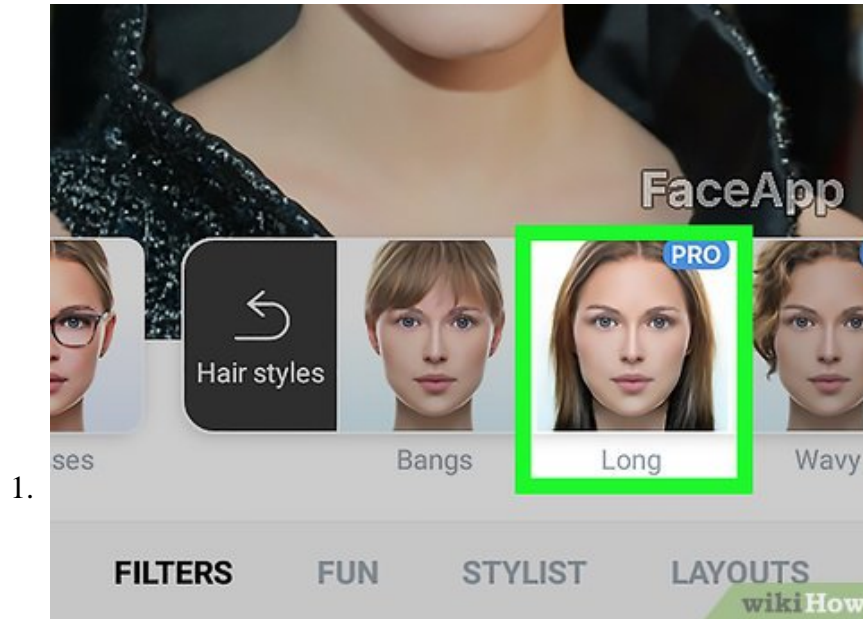 FaceApp
PRO
Hair styles
ses
Bangs
Long
Wavy
1.
FILTERS
FUN
STYLIST
LAYOUTS
wikiHow